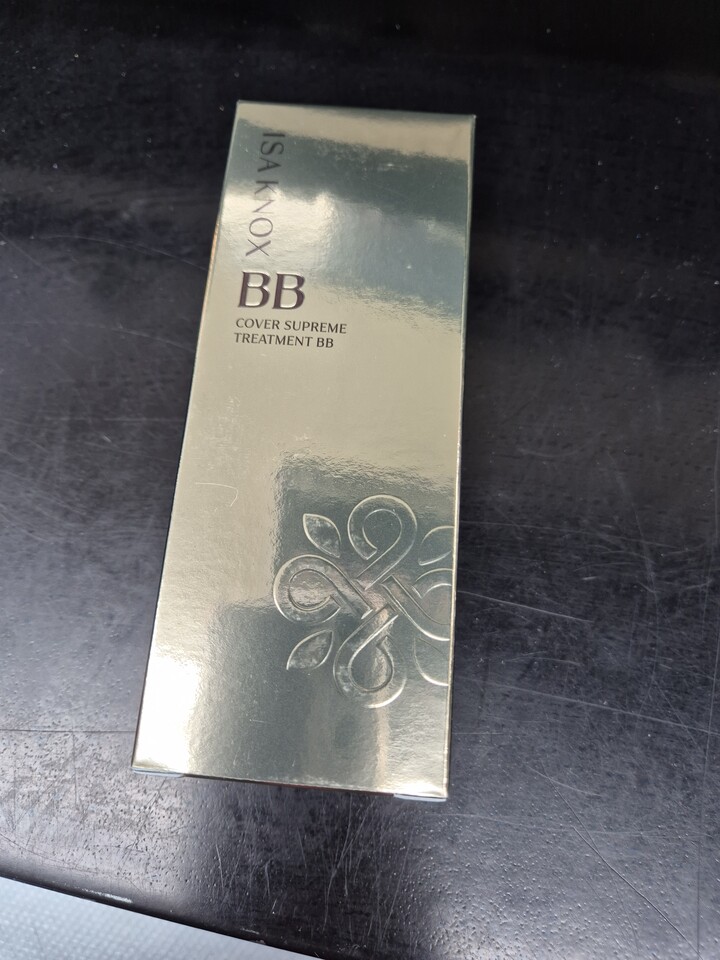 ISA KNOX
BB
COVER SUPREME
TREATMENT BB